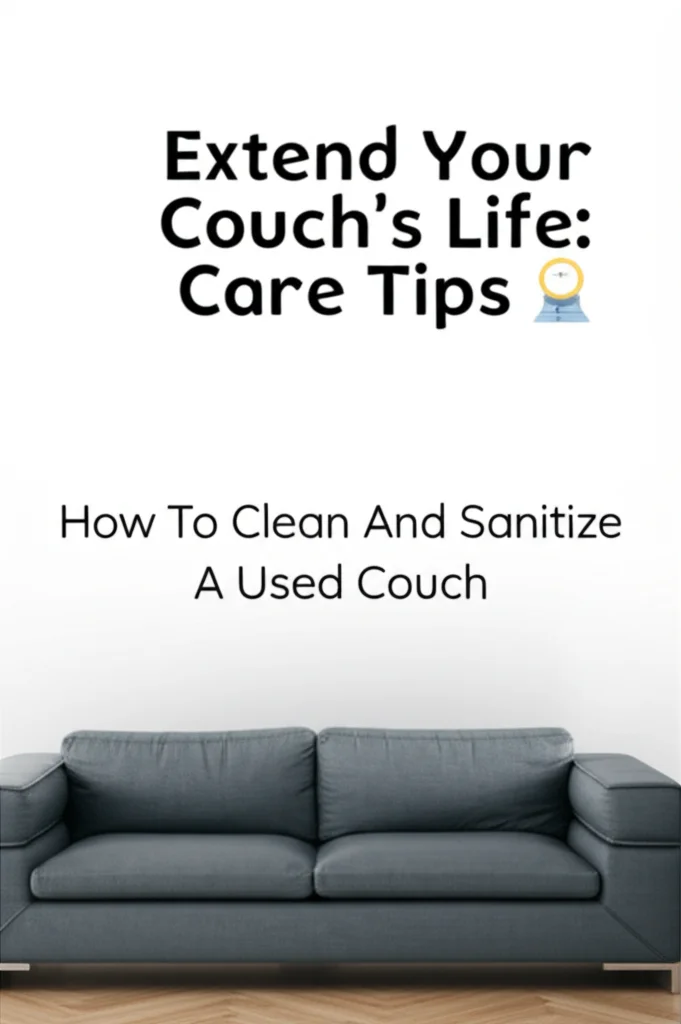 Extend Your
Couch's Life:
Care Tips
How To Clean And Sanitize
A Used Couch